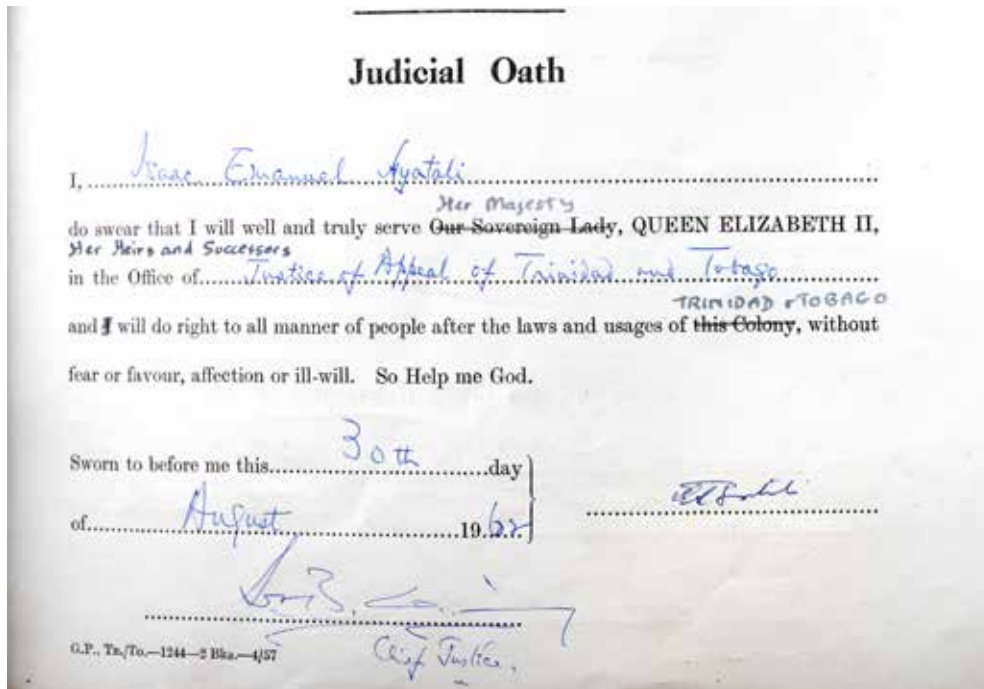 Judicial Oath
I, Isaac Emanuel Hyatali
Her Majesty
do swear that I will well and truly serve Our Sovereign Lady, QUEEN ELIZABETH II,
Her Heirs and Successors
in the Office of Justice of Appeal of Trinidad and Tobago
TRINIDAD & TOBAGO
and I will do right to all manner of people after the laws and usages of this Colony, without
fear or favour, affection or ill-will. So Help me God.
Sworn to before me this 30th day
of August 1962
Chief Justice,
G.P., Tr./To.—1244—2 Bks.—4/57